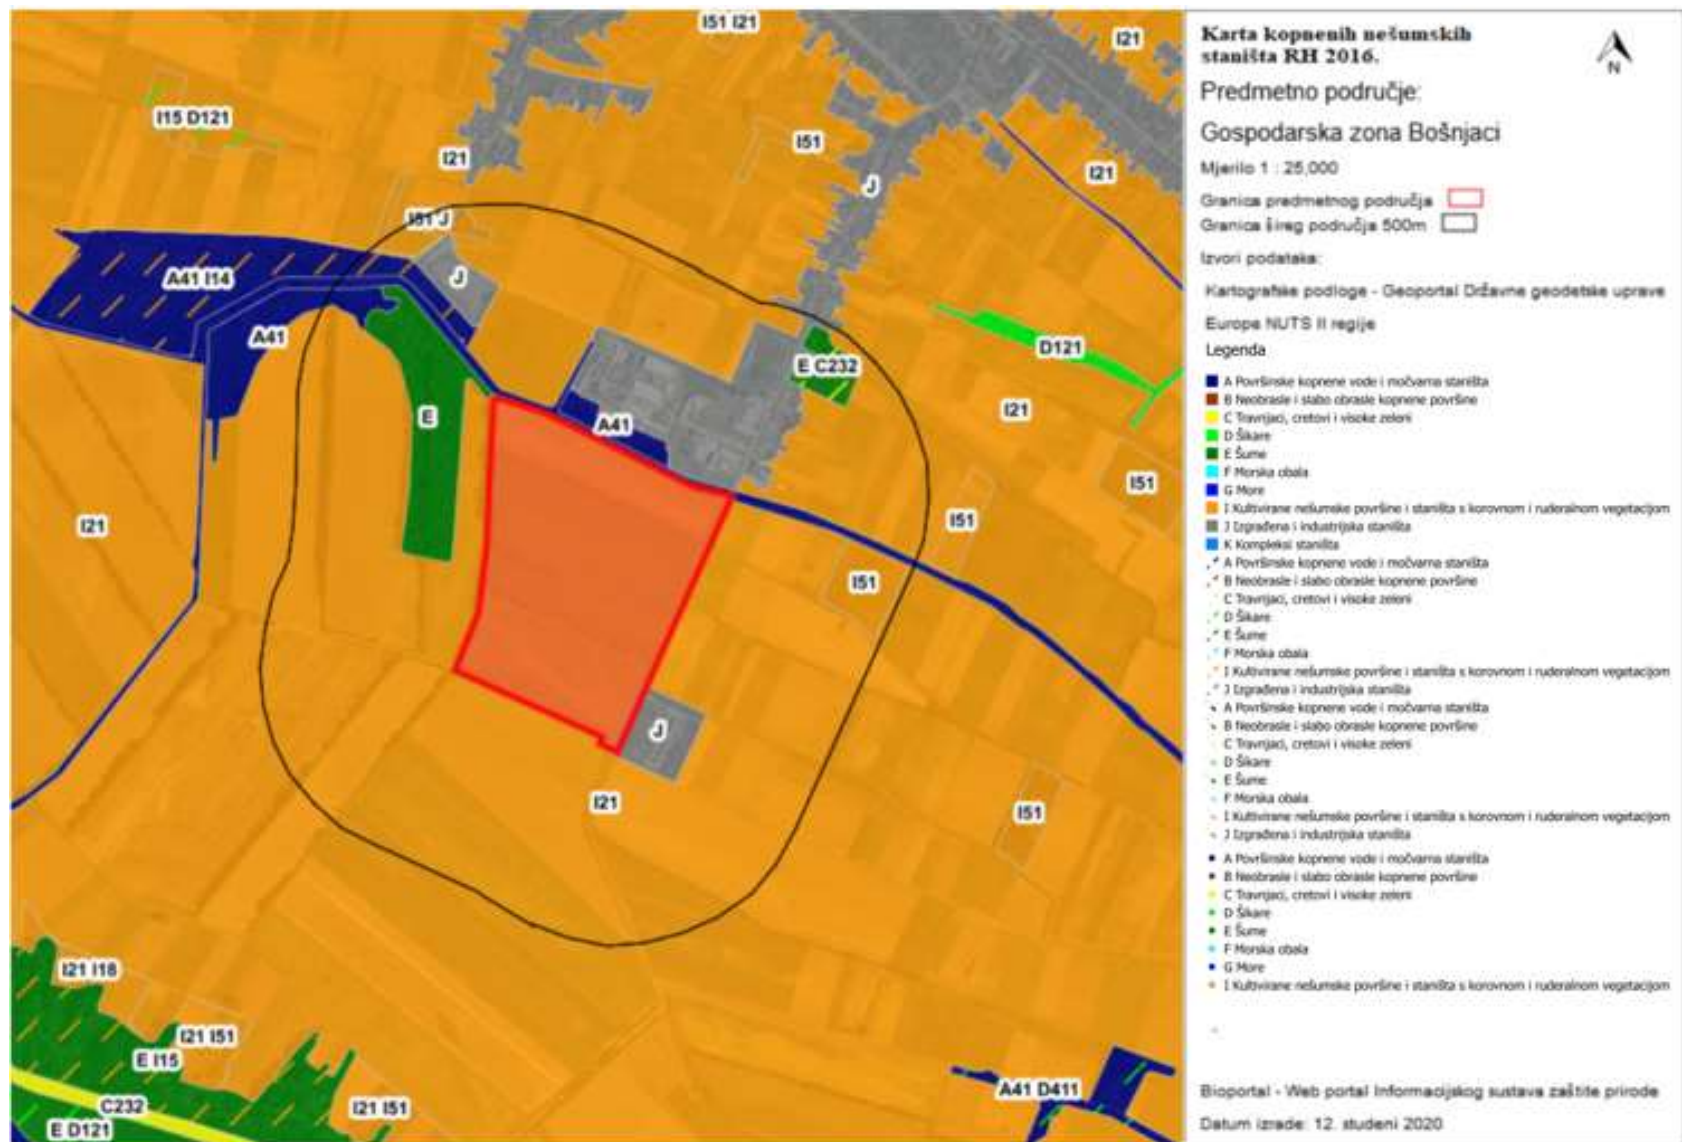 I51 I21
I21
I15 D121
I21
I51
I21
J
I51 J
J
A41 I14
A41
E C232
D121
E
A41
I21
I51
I21
I51
I51
J
I21
I51
I21 I18
I21 I51
E I15
C232
E D121
I21 I51
A41 D411
Karta kopnenih nešumskih
staništa RH 2016.
N
Predmetno područje:
Gospodarska zona Bošnjaci
Mjerilo 1 : 25,000
Granica predmetnog područja
Granica šireg područja 500m
Izvori podataka:
Kartografske podloge - Geoportal Državne geodetske uprave
Europe NUTS II regije
Legenda
A Površinske kopnene vode i močvarna staništa
B Neobrasle i slabo obrasle kopnene površine
C Travnjaci, cretovi i visoke zeleni
D Šikare
E Šume
F Morska obala
G More
I Kultivirane nešumske površine i staništa s korovnom i ruderalnom vegetacijom
J Izgrađena i industrijska staništa
K Kompleksi staništa
A Površinske kopnene vode i močvarna staništa
B Neobrasle i slabo obrasle kopnene površine
C Travnjaci, cretovi i visoke zeleni
D Šikare
E Šume
F Morska obala
I Kultivirane nešumske površine i staništa s korovnom i ruderalnom vegetacijom
J Izgrađena i industrijska staništa
A Površinske kopnene vode i močvarna staništa
B Neobrasle i slabo obrasle kopnene površine
C Travnjaci, cretovi i visoke zeleni
D Šikare
E Šume
F Morska obala
I Kultivirane nešumske površine i staništa s korovnom i ruderalnom vegetacijom
J Izgrađena i industrijska staništa
A Površinske kopnene vode i močvarna staništa
B Neobrasle i slabo obrasle kopnene površine
C Travnjaci, cretovi i visoke zeleni
D Šikare
E Šume
F Morska obala
G More
I Kultivirane nešumske površine i staništa s korovnom i ruderalnom vegetacijom
Bioportal - Web portal Informacijskog sustava zaštite prirode
Datum izrade: 12. studeni 2020